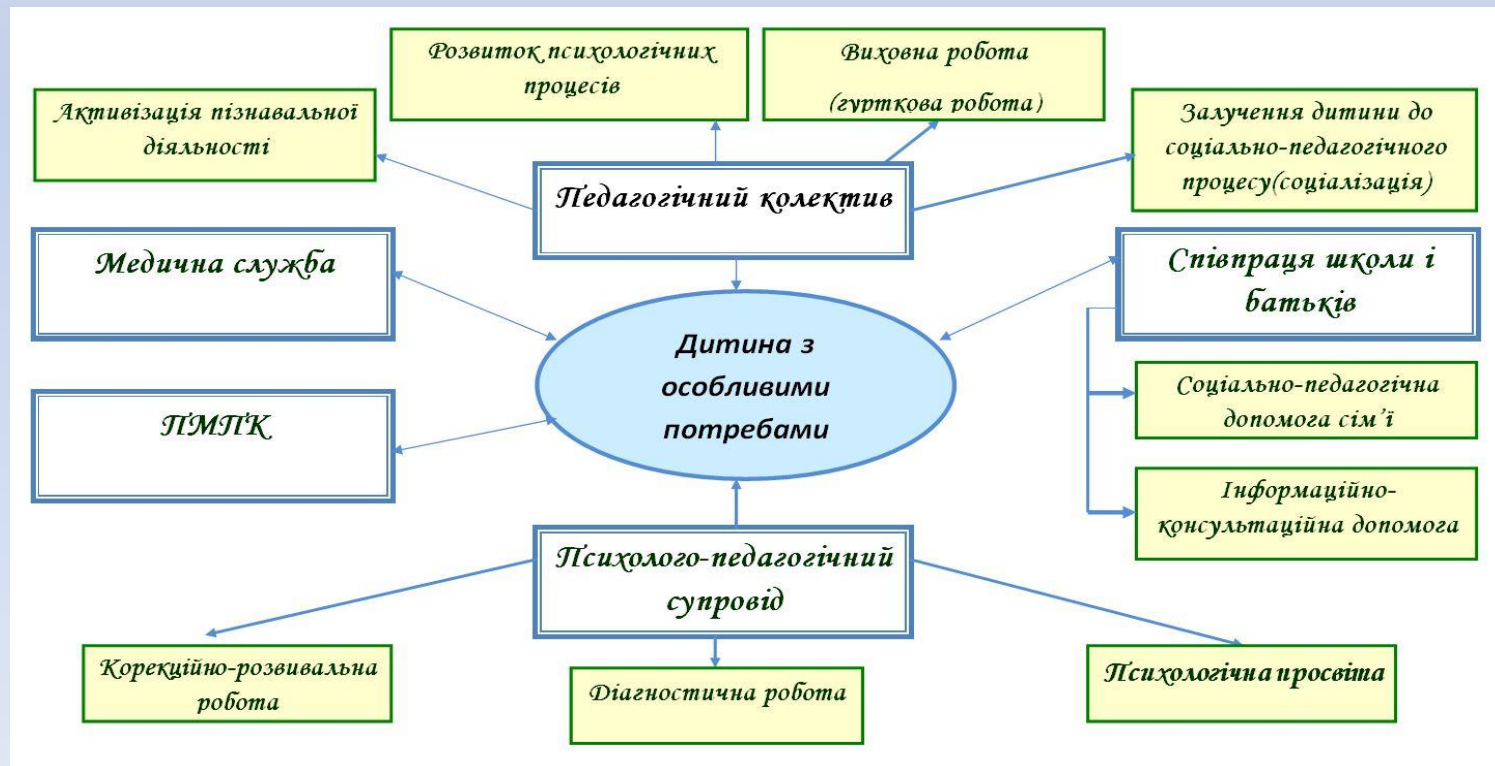 Розвиток психологічних
процесів
Виховна робота
(гурткова робота)
Активізація пізнавальної
діяльності
Залучення дитини до
соціально-педагогічного
процесу(соціалізація)
Педагогічний колектив
Медична служба
Співпраця школи і
батьків
Дитина з
особливими
потребами
ПМПК
Соціально-педагогічна
допомога сім’ї
Інформаційно-
консультаційна допомога
Психолого-педагогічний
супровід
Корекційно-розвивальна
робота
Діагностична робота
Психологічна просвіта